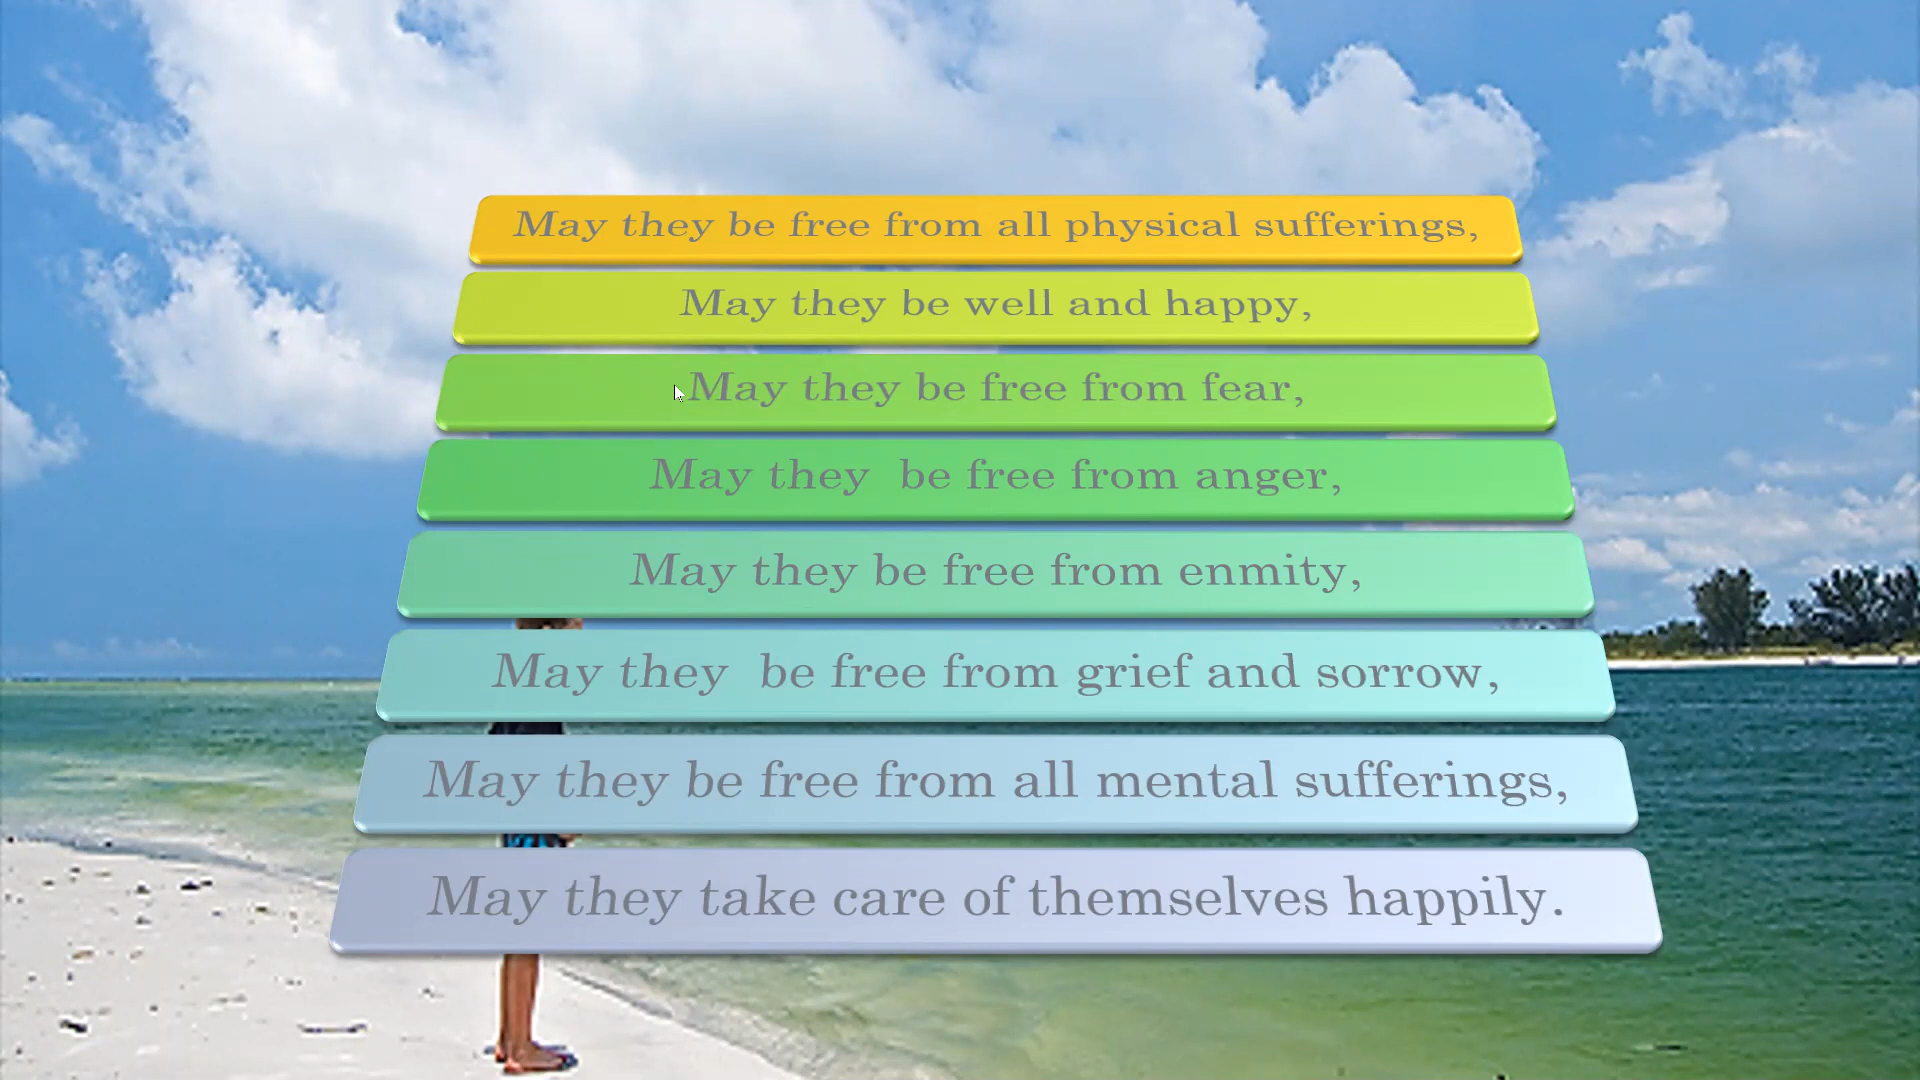 May they be free from all physical sufferings,
May they be well and happy,
May they be free from fear,
May they  be free from anger,
May they be free from enmity,
May they  be free from grief and sorrow,
May they be free from all mental sufferings,
May they take care of themselves happily.